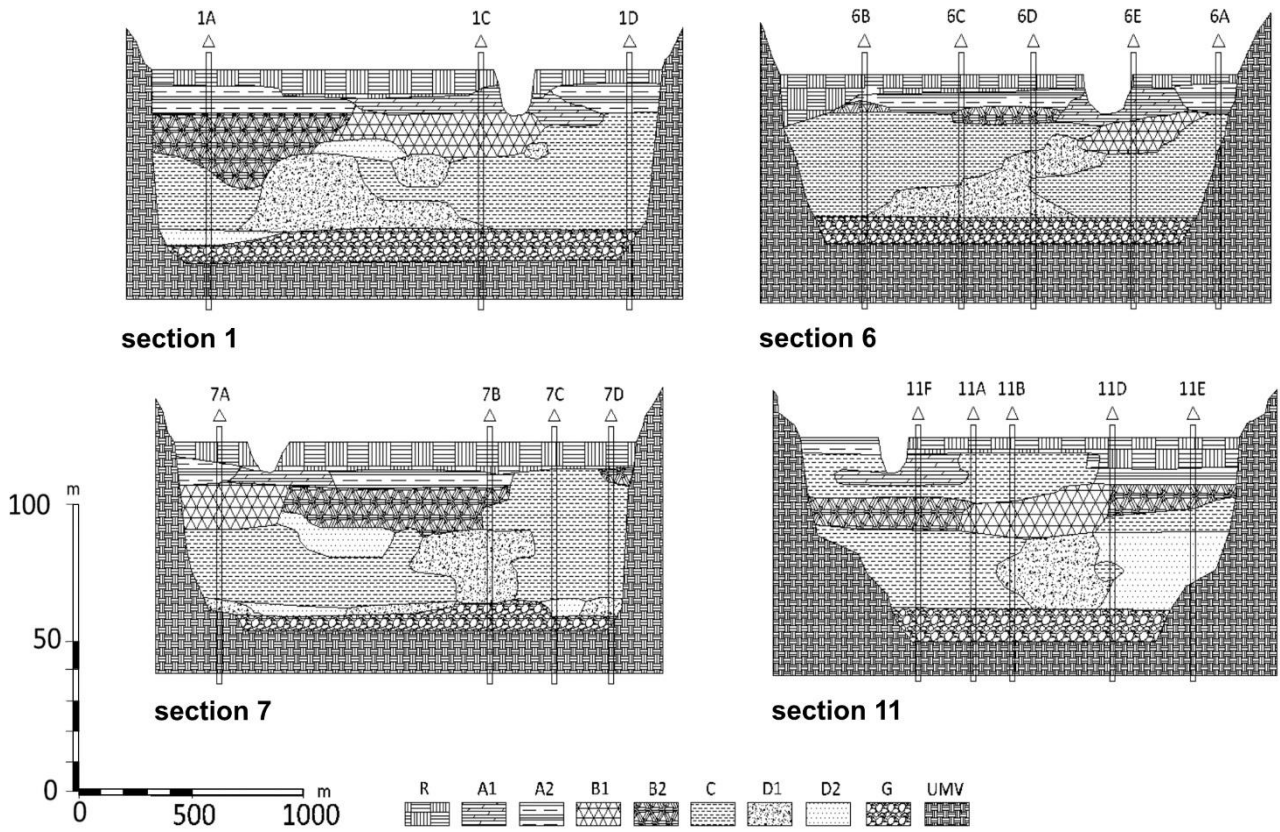 1A 1C 1D
6B 6C 6D 6E 6A
section 1
section 6
7A 7B 7C 7D
11F 11A 11B 11D 11E
section 7
section 11
100 m
50
0
0 500 1000 m
R A1 A2 B1 B2 C D1 D2 G UMV